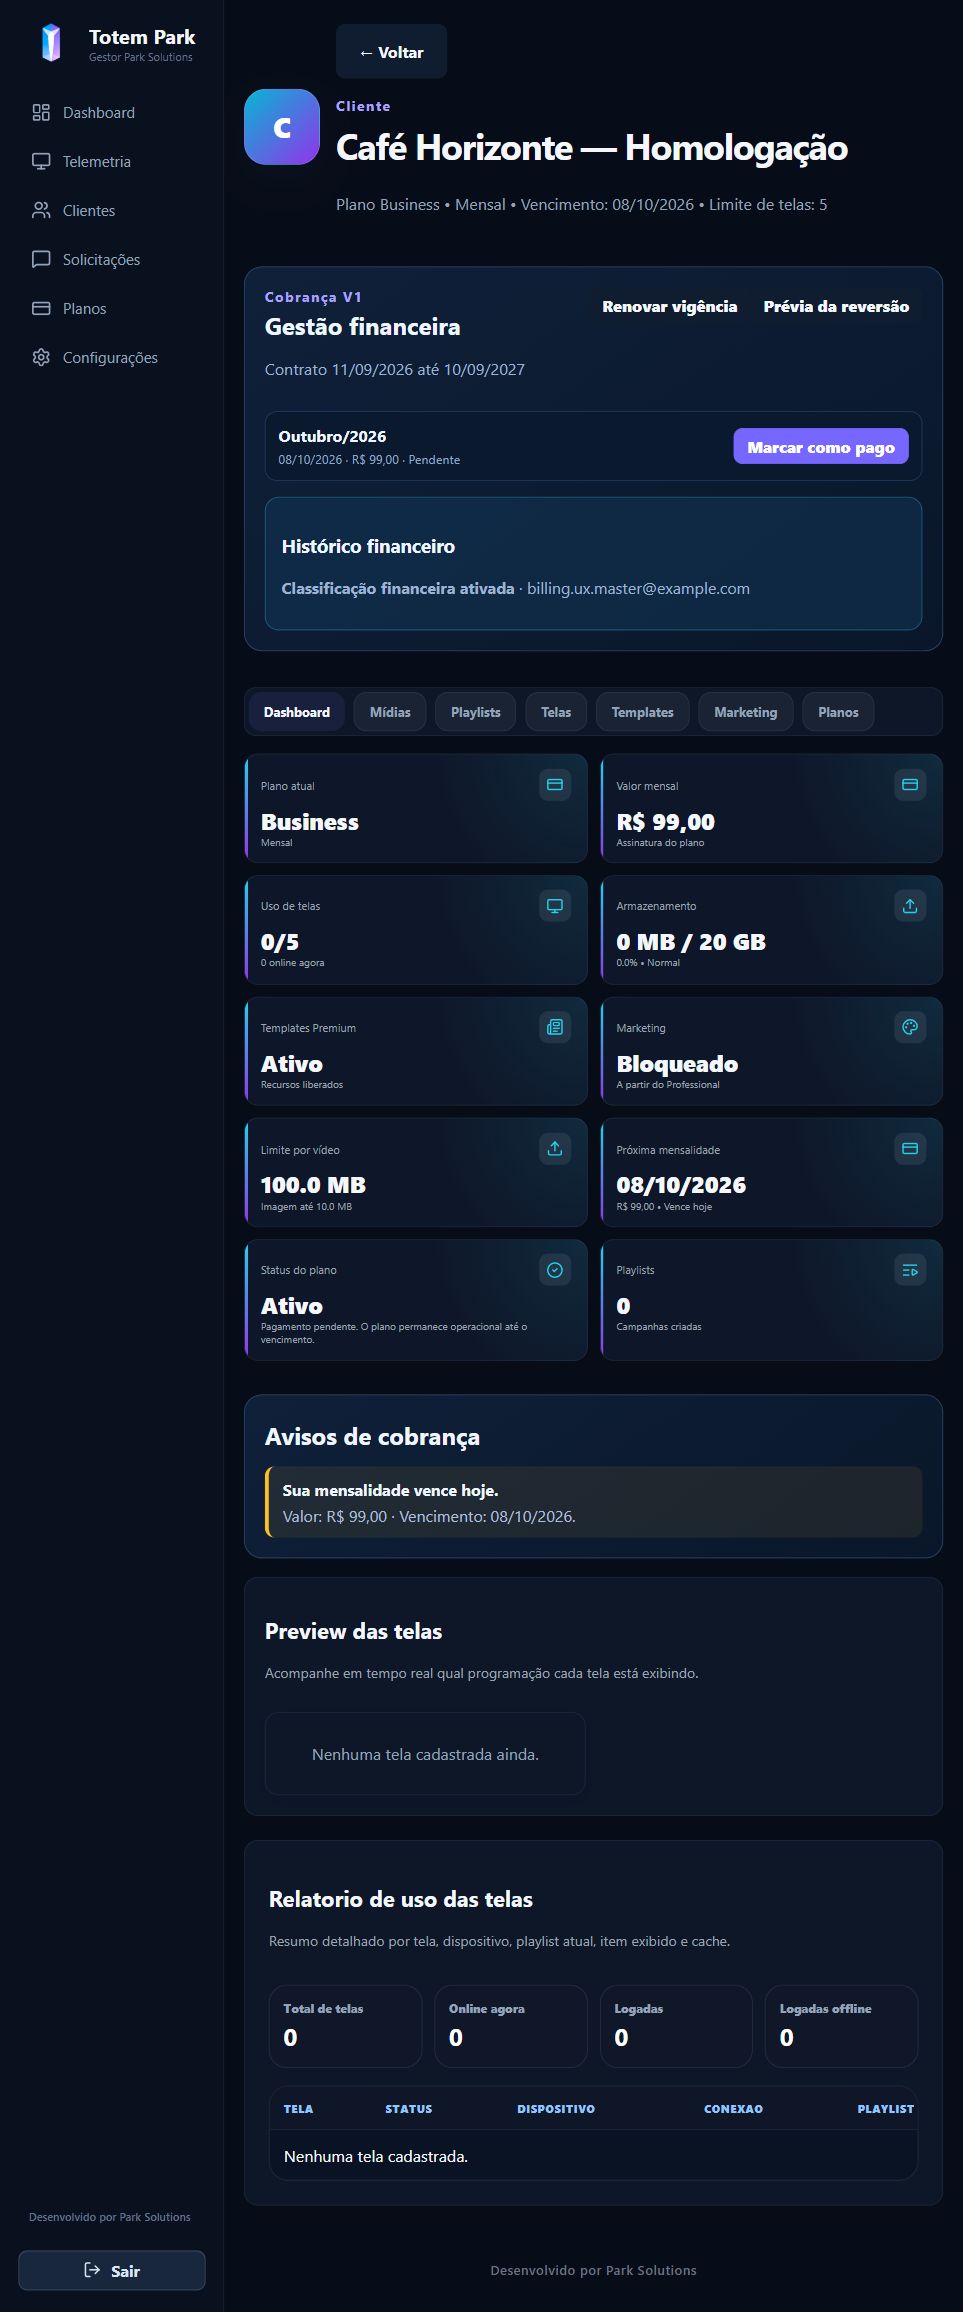 Totem Park
Gestor Park Solutions
Dashboard
Telemetria
Clientes
Solicitações
Planos
Configurações
Desenvolvido por Park Solutions
Sair
← Voltar
C
Cliente
Café Horizonte — Homologação
Plano Business • Mensal • Vencimento: 08/10/2026 • Limite de telas: 5
Cobrança V1
Gestão financeira
Renovar vigência
Prévia da reversão
Contrato 11/09/2026 até 10/09/2027
Outubro/2026
08/10/2026 · R$ 99,00 · Pendente
Marcar como pago
Histórico financeiro
Classificação financeira ativada · billing.ux.master@example.com
Dashboard
Mídias
Playlists
Telas
Templates
Marketing
Planos
Plano atual
Business
Mensal
Valor mensal
R$ 99,00
Assinatura do plano
Uso de telas
0/5
0 online agora
Armazenamento
0 MB / 20 GB
0.0% • Normal
Templates Premium
Ativo
Recursos liberados
Marketing
Bloqueado
A partir do Professional
Limite por vídeo
100.0 MB
Imagem até 10.0 MB
Próxima mensalidade
08/10/2026
R$ 99,00 • Vence hoje
Status do plano
Ativo
Pagamento pendente. O plano permanece operacional até o
vencimento.
Playlists
0
Campanhas criadas
Avisos de cobrança
Sua mensalidade vence hoje.
Valor: R$ 99,00 · Vencimento: 08/10/2026.
Preview das telas
Acompanhe em tempo real qual programação cada tela está exibindo.
Nenhuma tela cadastrada ainda.
Relatorio de uso das telas
Resumo detalhado por tela, dispositivo, playlist atual, item exibido e cache.
Total de telas
0
Online agora
0
Logadas
0
Logadas offline
0
TELA STATUS DISPOSITIVO CONEXAO PLAYLIST
Nenhuma tela cadastrada.
Desenvolvido por Park Solutions